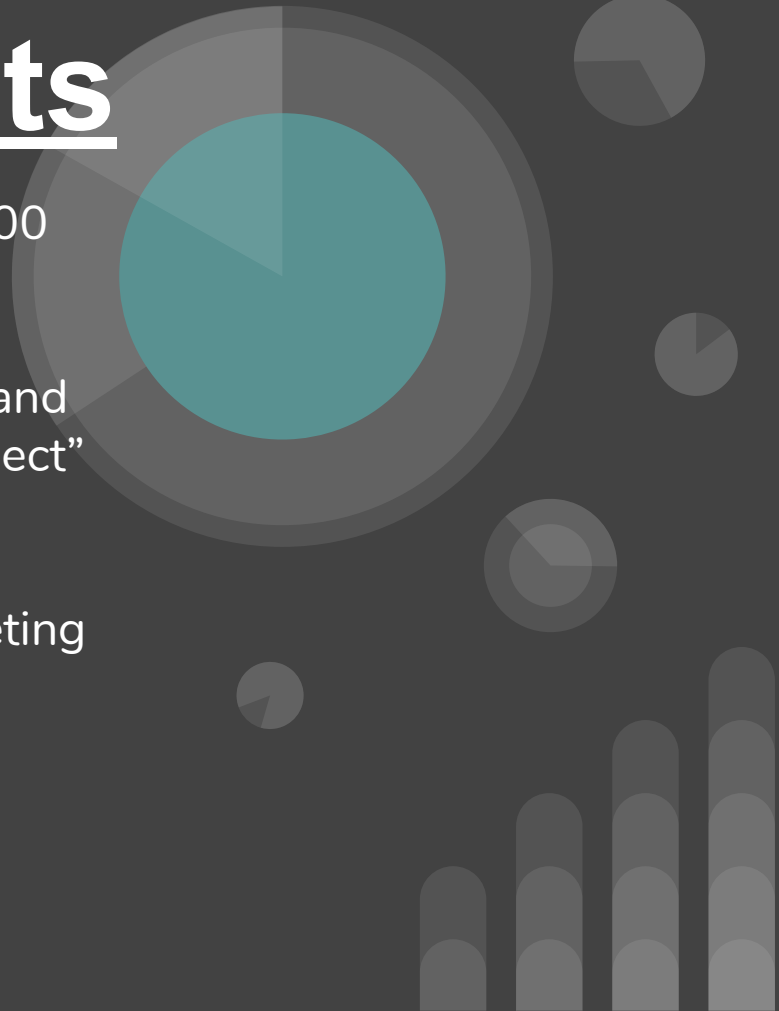 ts
00
and
ect”
eting